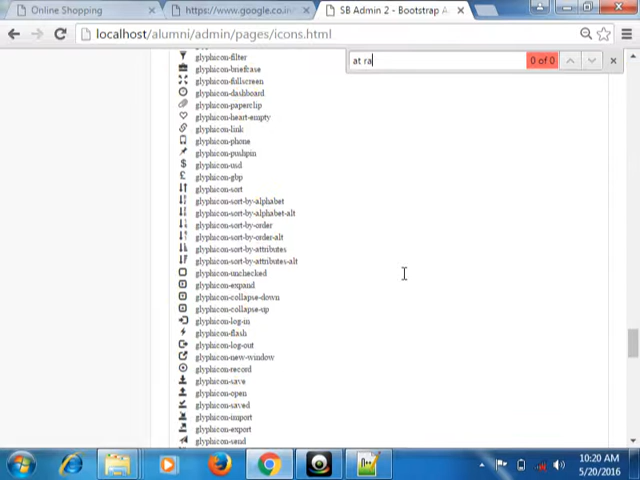 Online Shopping
https://www.google.co.in
SB Admin 2 - Bootstrap A
localhost/alumni/admin/pages/icons.html
at ra
0 of 0
glyphicon-filter
glyphicon-briefcase
glyphicon-fullscreen
glyphicon-dashboard
glyphicon-paperclip
glyphicon-heart-empty
glyphicon-link
glyphicon-phone
glyphicon-pushpin
glyphicon-usd
glyphicon-gbp
glyphicon-sort
glyphicon-sort-by-alphabet
glyphicon-sort-by-alphabet-alt
glyphicon-sort-by-order
glyphicon-sort-by-order-alt
glyphicon-sort-by-attributes
glyphicon-sort-by-attributes-alt
glyphicon-unchecked
glyphicon-expand
glyphicon-collapse-down
glyphicon-collapse-up
glyphicon-log-in
glyphicon-flash
glyphicon-log-out
glyphicon-new-window
glyphicon-record
glyphicon-save
glyphicon-open
glyphicon-saved
glyphicon-import
glyphicon-export
glyphicon-send
10:20 AM
5/20/2016